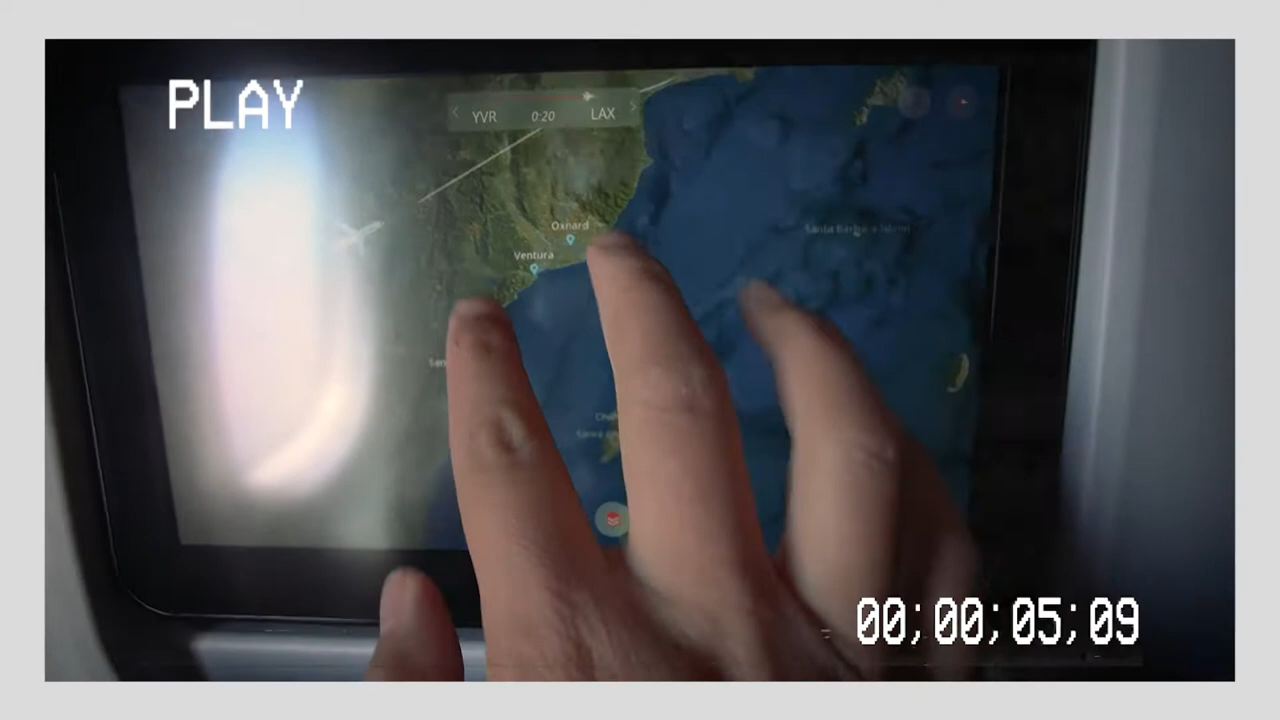 PLAY
YVR 0:20 LAX
Oxnard
Ventura
Santa Barbara Island
00;00;05;09